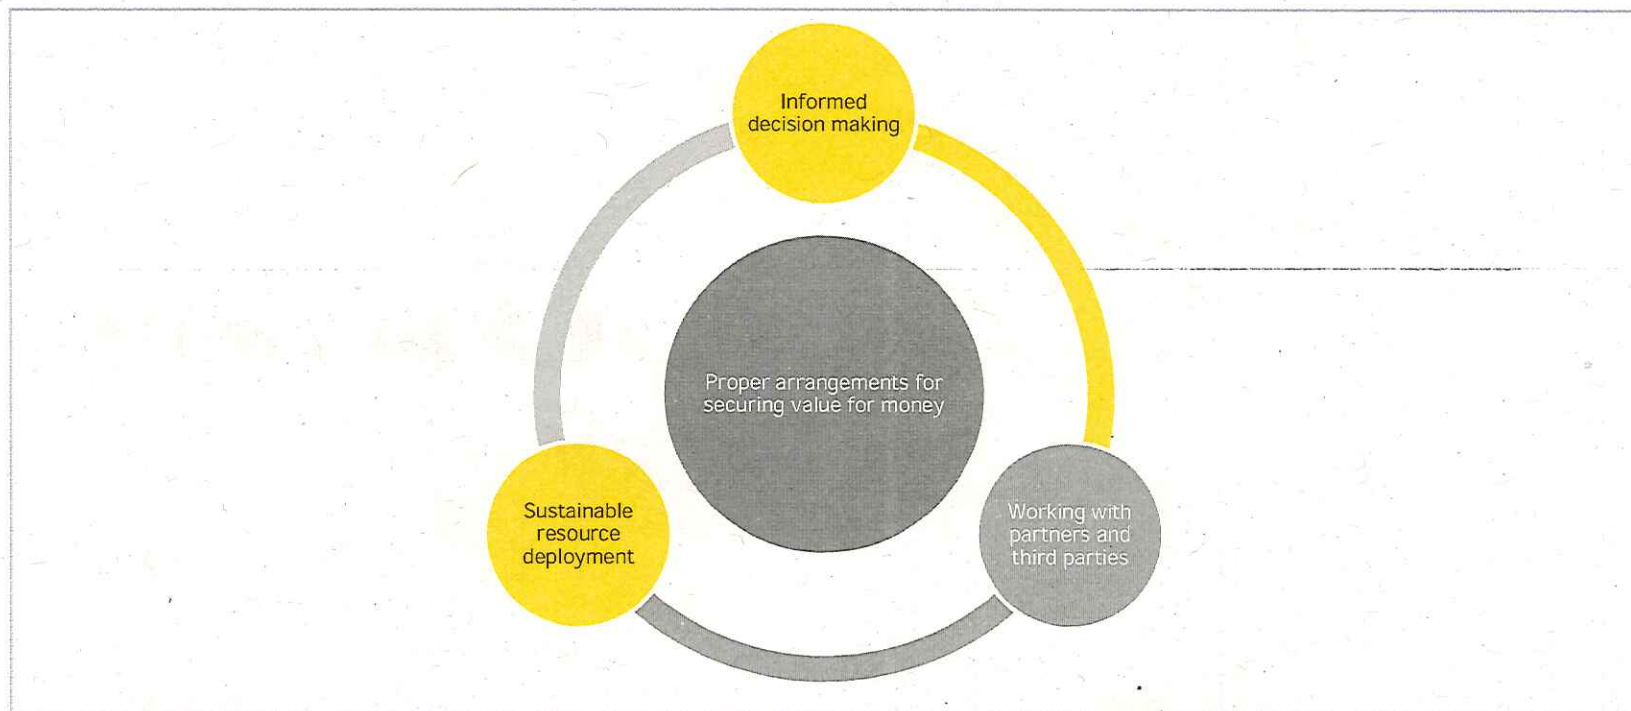 Informed
decision making
Proper arrangements for
securing value for money
Sustainable
resource
deployment
Working with
partners and
third parties